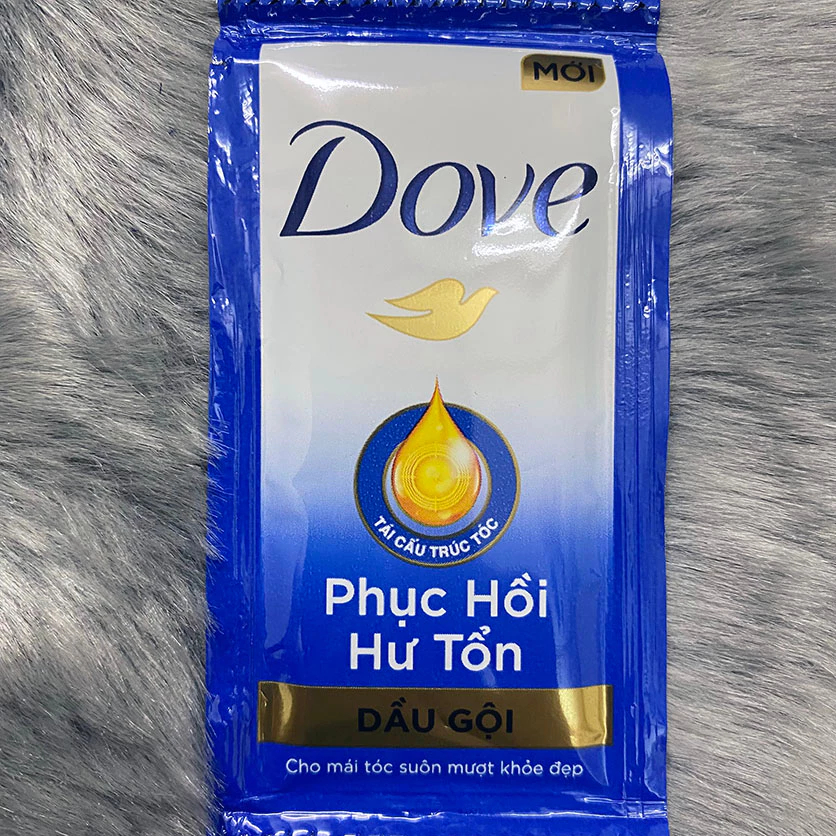 MỚI
Dove
TÁI CẤU TRÚC TÓC
Phục Hồi
Hư Tổn
DẦU GỘI
Cho mái tóc suôn mượt khỏe đẹp